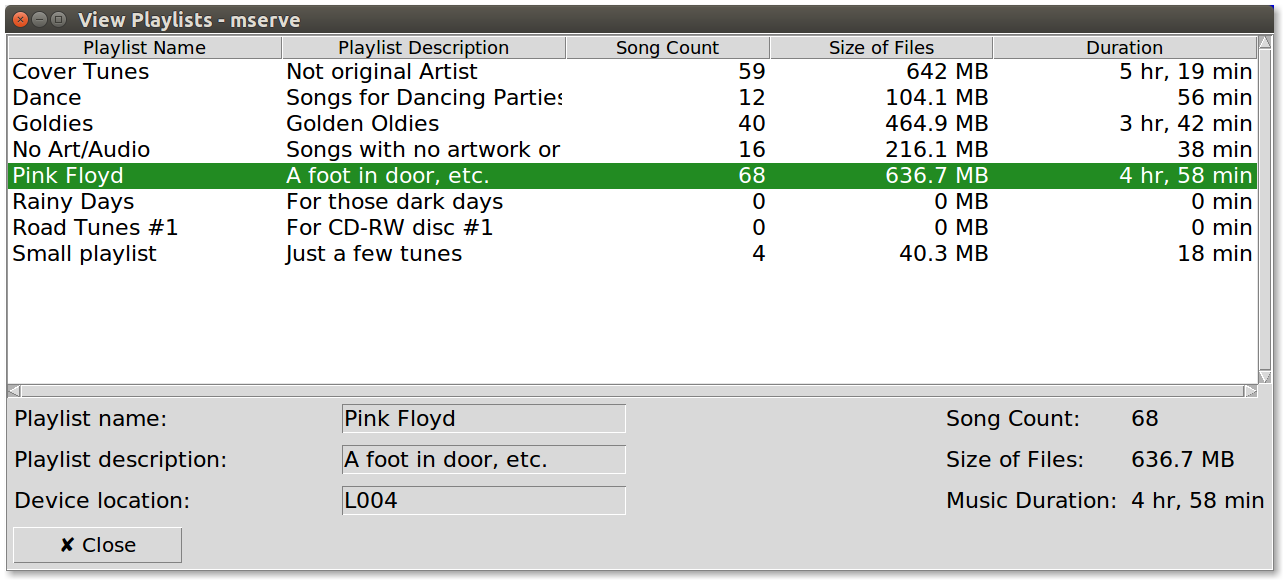 View Playlists - mserve
Playlist Name Playlist Description Song Count Size of Files Duration
Cover Tunes Not original Artist 59 642 MB 5 hr, 19 min
Dance Songs for Dancing Parties 12 104.1 MB 56 min
Goldies Golden Oldies 40 464.9 MB 3 hr, 42 min
No Art/Audio Songs with no artwork or 16 216.1 MB 38 min
Pink Floyd A foot in door, etc. 68 636.7 MB 4 hr, 58 min
Rainy Days For those dark days 0 0 MB 0 min
Road Tunes #1 For CD-RW disc #1 0 0 MB 0 min
Small playlist Just a few tunes 4 40.3 MB 18 min
Playlist name: Pink Floyd Song Count: 68
Playlist description: A foot in door, etc. Size of Files: 636.7 MB
Device location: L004 Music Duration: 4 hr, 58 min
✘ Close